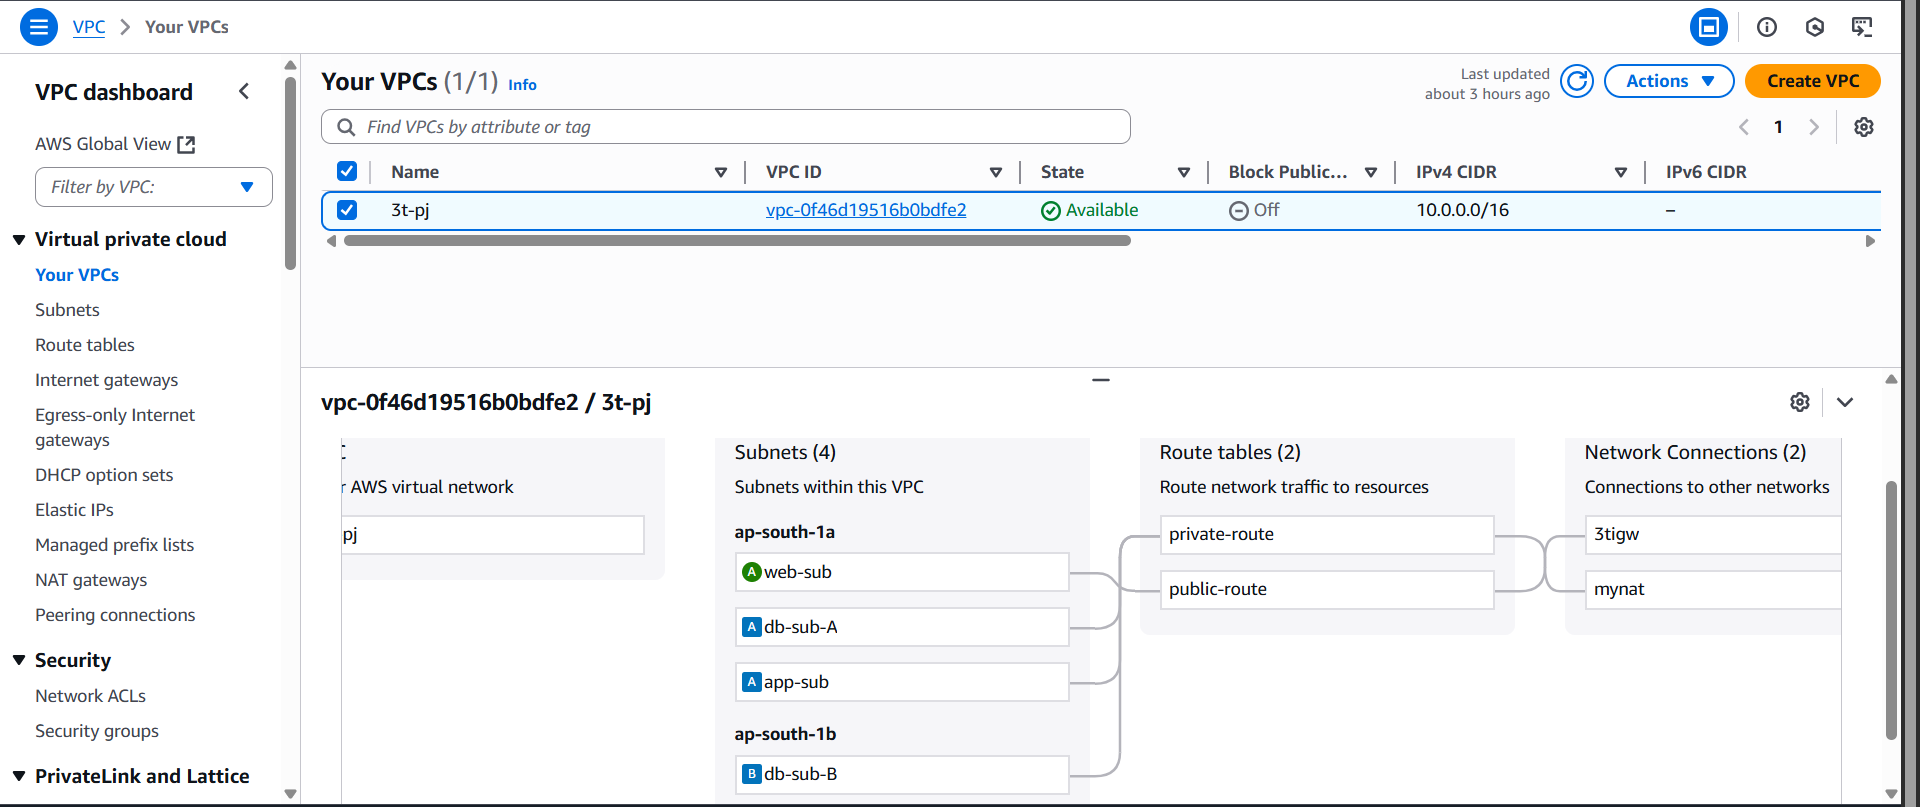 VPC > Your VPCs
VPC dashboard
AWS Global View
Filter by VPC:
Virtual private cloud
Your VPCs
Subnets
Route tables
Internet gateways
Egress-only Internet
gateways
DHCP option sets
Elastic IPs
Managed prefix lists
NAT gateways
Peering connections
Security
Network ACLs
Security groups
PrivateLink and Lattice
Your VPCs (1/1) Info
Last updated
about 3 hours ago
Actions
Create VPC
Find VPCs by attribute or tag
1
Name VPC ID State Block Public... IPv4 CIDR IPv6 CIDR
3t-pj vpc-0f46d19516b0bdfe2 Available Off 10.0.0.0/16 –
vpc-0f46d19516b0bdfe2 / 3t-pj
AWS virtual network
pj
Subnets (4)
Subnets within this VPC
ap-south-1a
A web-sub
A db-sub-A
A app-sub
ap-south-1b
B db-sub-B
Route tables (2)
Route network traffic to resources
private-route
public-route
Network Connections (2)
Connections to other networks
3tigw
mynat